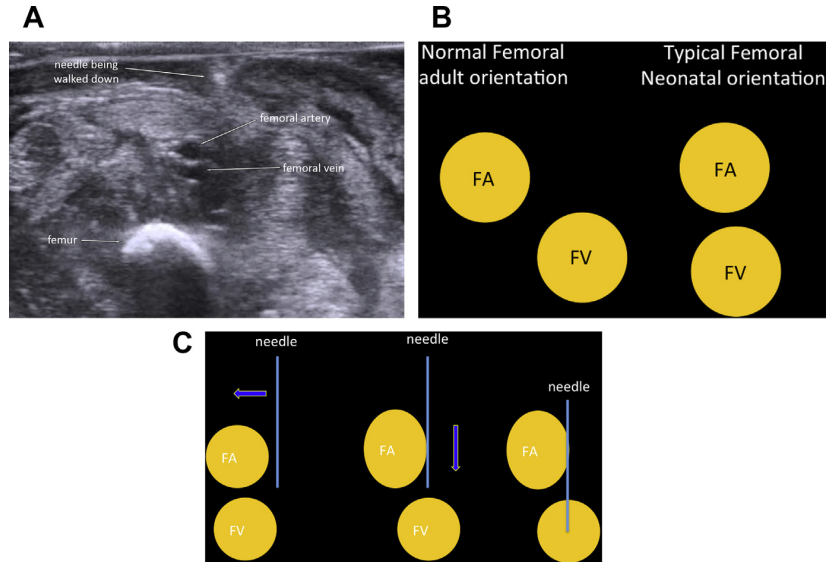 A
needle being
walked down
femoral artery
femoral vein
femur
B
Normal Femoral
adult orientation
Typical Femoral
Neonatal orientation
FA
FV
FA
FV
C
needle
needle
needle
FA
FV
FA
FV
FA